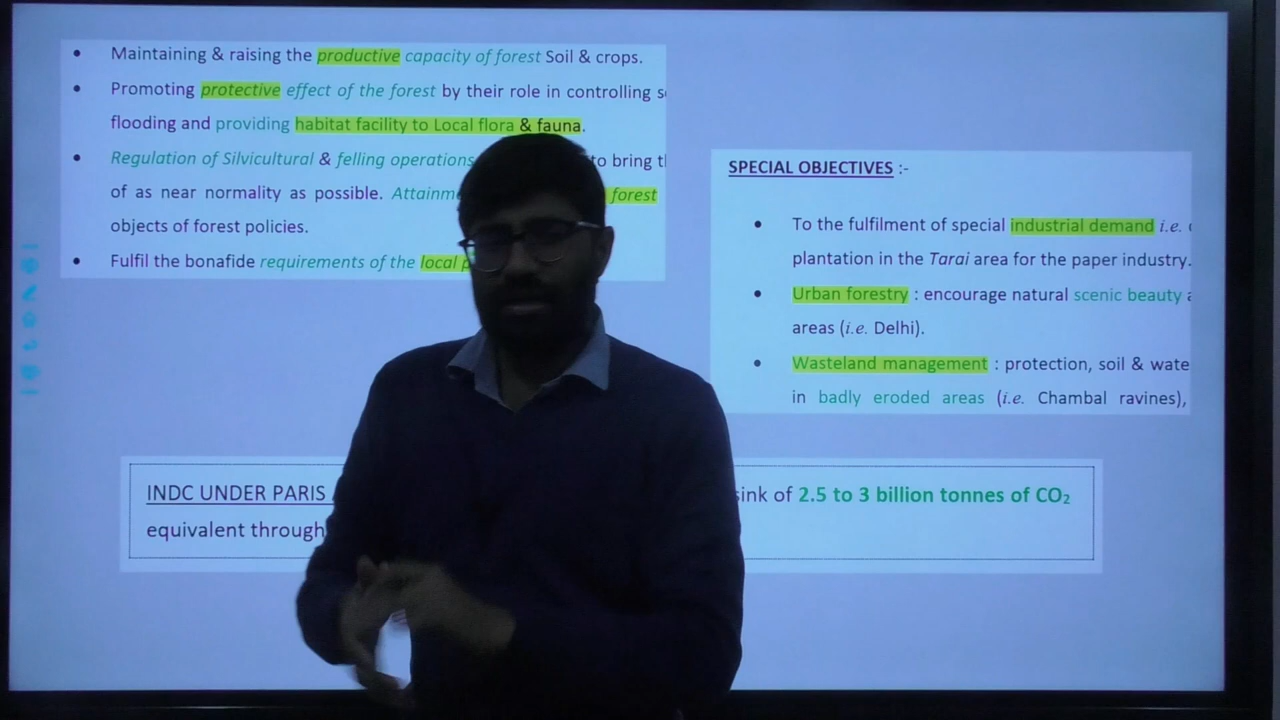 • Maintaining & raising the productive capacity of forest Soil & crops.
• Promoting protective effect of the forest by their role in controlling
flooding and providing habitat facility to Local flora & fauna.
• Regulation of Silvicultural & felling operations to bring
of as near normality as possible. forest
objects of forest policies.
• Fulfil the bonafide requirements of the local
SPECIAL OBJECTIVES :-
• To the fulfilment of special industrial demand i.e.
plantation in the Tarai area for the paper industry.
• Urban forestry : encourage natural scenic beauty
areas (i.e. Delhi).
• Wasteland management : protection, soil &
in badly eroded areas (i.e. Chambal ravines),
INDC UNDER PARIS sink of 2.5 to 3 billion tonnes of CO₂
equivalent through